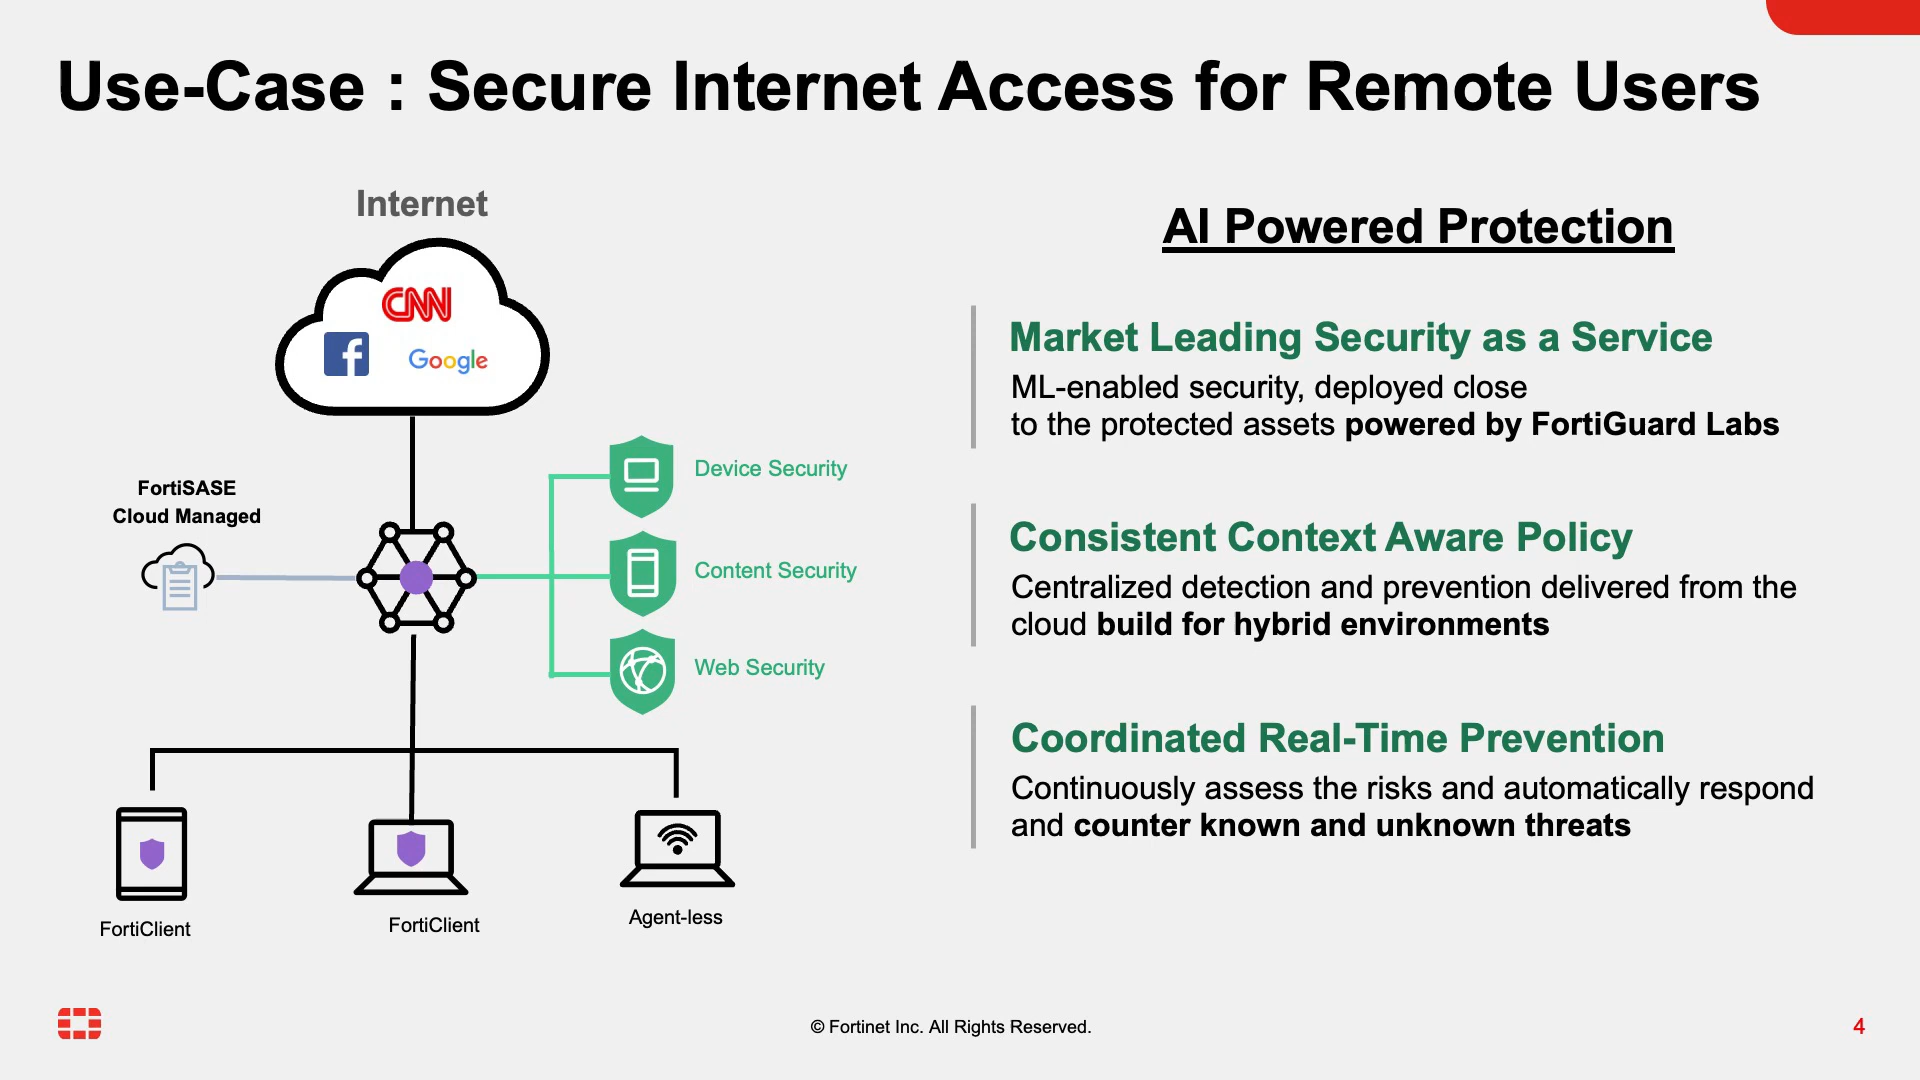 Use-Case : Secure Internet Access for Remote Users
Internet
CNN
f
Google
FortiSASE
Cloud Managed
Device Security
Content Security
Web Security
FortiClient
FortiClient
Agent-less
AI Powered Protection
Market Leading Security as a Service
ML-enabled security, deployed close
to the protected assets powered by FortiGuard Labs
Consistent Context Aware Policy
Centralized detection and prevention delivered from the
cloud build for hybrid environments
Coordinated Real-Time Prevention
Continuously assess the risks and automatically respond
and counter known and unknown threats
© Fortinet Inc. All Rights Reserved.
4